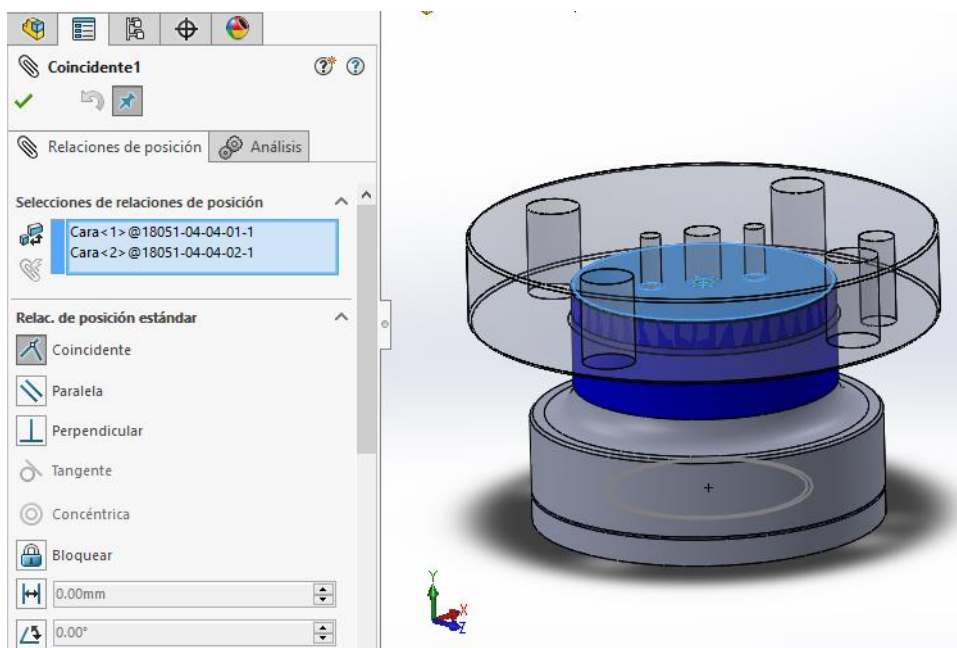 Coincidente1
Relaciones de posición
Análisis
Selecciones de relaciones de posición
Cara<1>@18051-04-04-01-1
Cara<2>@18051-04-04-02-1
Relac. de posición estándar
Coincidente
Paralela
Perpendicular
Tangente
Concéntrica
Bloquear
0.00mm
0.00°
Y
X
Z